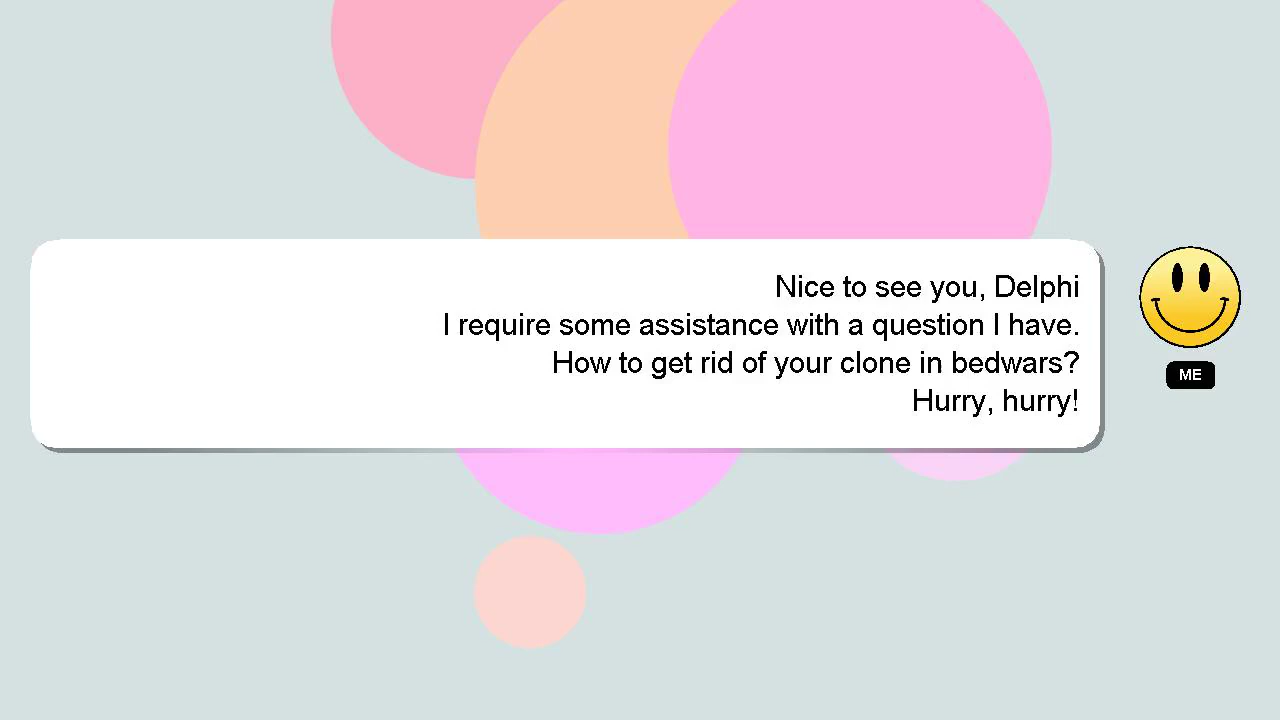 Nice to see you, Delphi
I require some assistance with a question I have.
How to get rid of your clone in bedwars?
Hurry, hurry!
ME